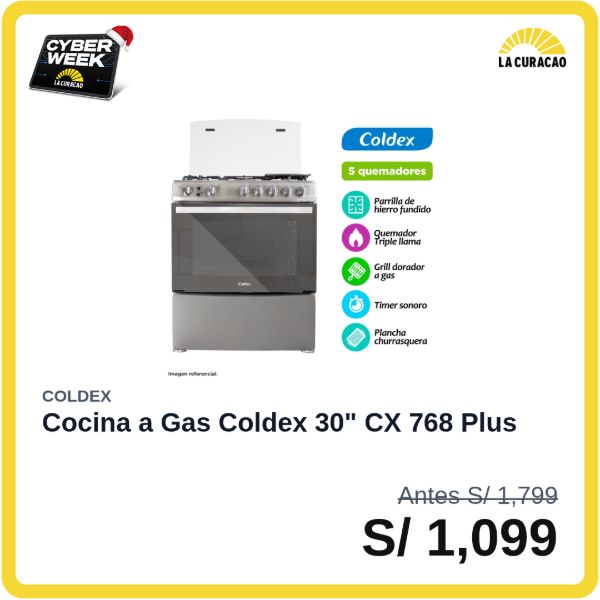 CYBER
WEEK
LA CURACAO
LA CURACAO
Coldex
5 quemadores
Parrilla de
hierro fundido
Quemador
Triple llama
Grill dorador
a gas
Timer sonoro
Plancha
churrasquera
Coldex
Imagen referencial.
COLDEX
Cocina a Gas Coldex 30" CX 768 Plus
Antes S/ 1,799
S/ 1,099